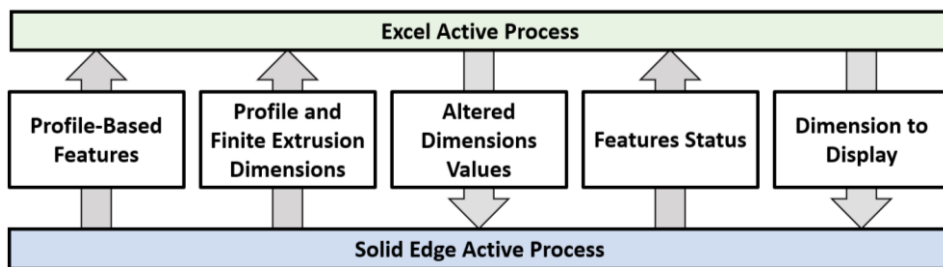 Excel Active Process
Profile-Based
Features
Profile and
Finite Extrusion
Dimensions
Altered
Dimensions
Values
Features Status
Dimension to
Display
Solid Edge Active Process